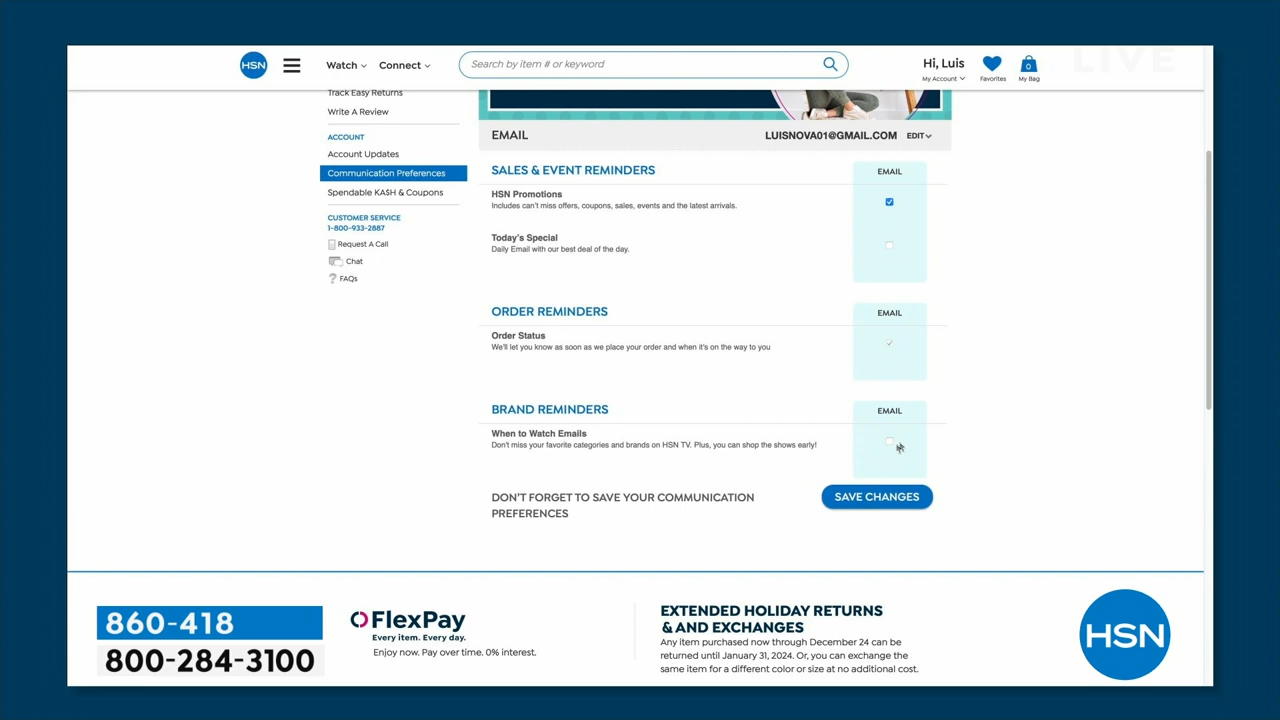 HSN
Watch
Connect
Search by item # or keyword
Hi, Luis
My Account
Favorites
0
My Bag
LIVE
Track Easy Returns
Write A Review
ACCOUNT
Account Updates
Communication Preferences
Spendable KA$H & Coupons
CUSTOMER SERVICE
1-800-933-2887
Request A Call
Chat
FAQs
EMAIL
LUISNOVA01@GMAIL.COM
EDIT
SALES & EVENT REMINDERS
EMAIL
HSN Promotions
Includes can't miss offers, coupons, sales, events and the latest arrivals.
Today's Special
Daily Email with our best deal of the day.
ORDER REMINDERS
EMAIL
Order Status
We'll let you know as soon as we place your order and when it's on the way to you
BRAND REMINDERS
EMAIL
When to Watch Emails
Don't miss your favorite categories and brands on HSN TV. Plus, you can shop the shows early!
DON'T FORGET TO SAVE YOUR COMMUNICATION
PREFERENCES
SAVE CHANGES
860-418
800-284-3100
FlexPay
Every item. Every day.
Enjoy now. Pay over time. 0% interest.
EXTENDED HOLIDAY RETURNS
& AND EXCHANGES
Any item purchased now through December 24 can be
returned until January 31, 2024. Or, you can exchange the
same item for a different color or size at no additional cost.
HSN